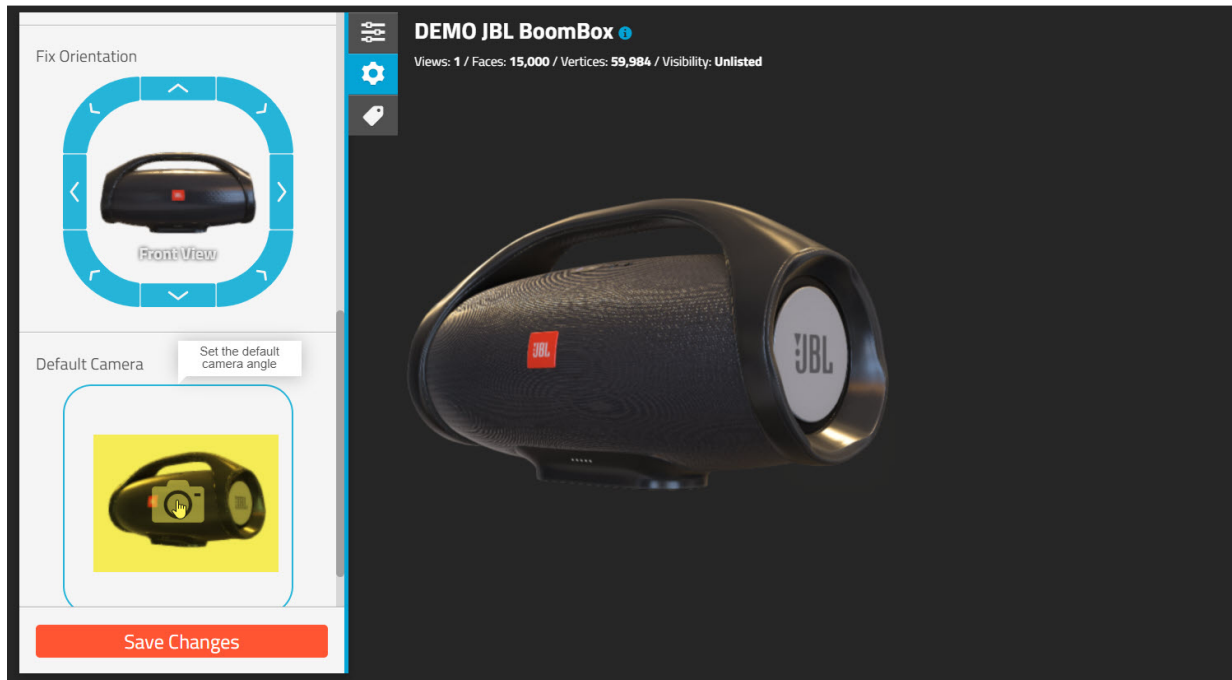 Fix Orientation
Front View
Default Camera
Set the default
camera angle
Save Changes
DEMO JBL BoomBox
Views: 1 / Faces: 15,000 / Vertices: 59,984 / Visibility: Unlisted
JBL
JBL